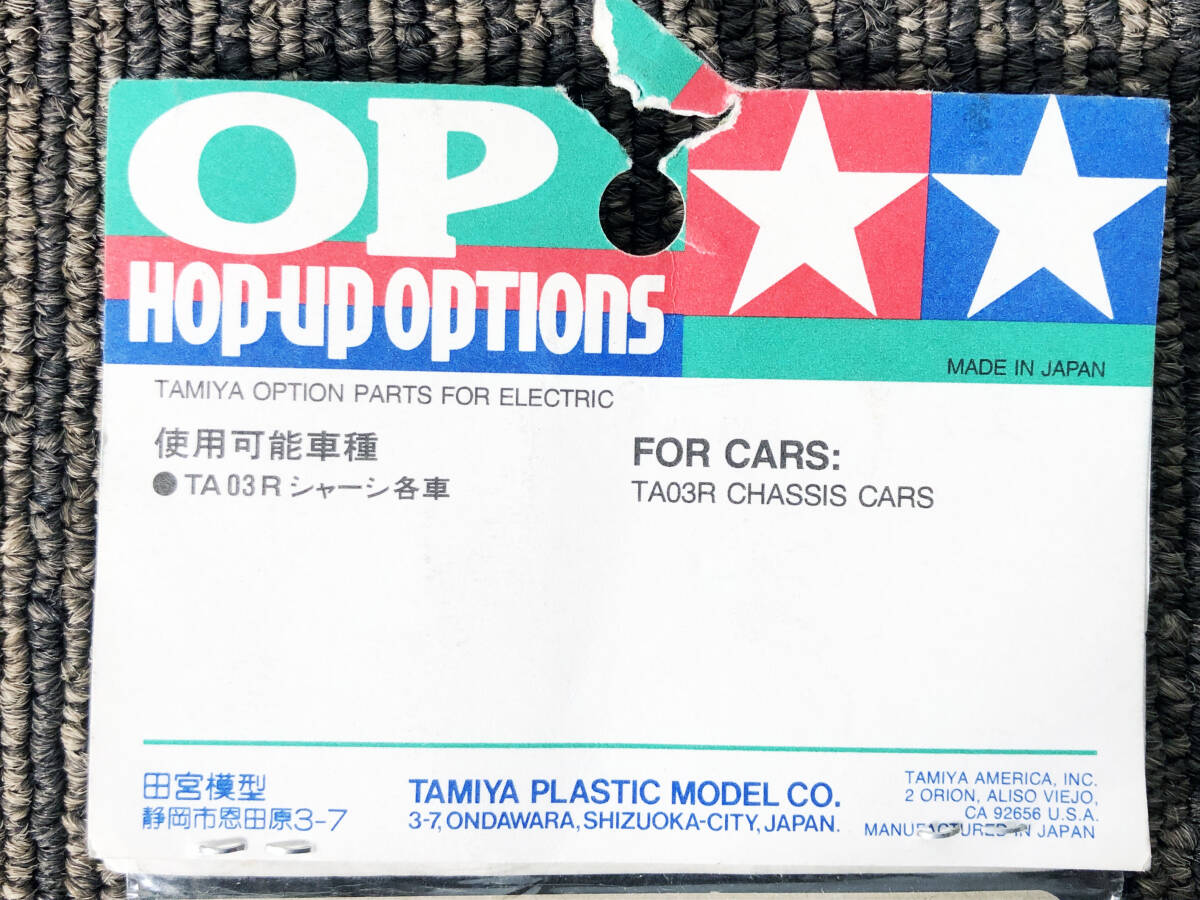 OP
HOP-UP OPTIONS
MADE IN JAPAN
TAMIYA OPTION PARTS FOR ELECTRIC
使用可能車種
●TA03Rシャーシ各車
FOR CARS:
TA03R CHASSIS CARS
田宮模型
静岡市恩田原3-7
TAMIYA PLASTIC MODEL CO.
3-7, ONDAWARA, SHIZUOKA-CITY, JAPAN.
TAMIYA AMERICA, INC.
2 ORION, ALISO VIEJO,
CA 92656 U.S.A.
MANUFACTURED IN JAPAN